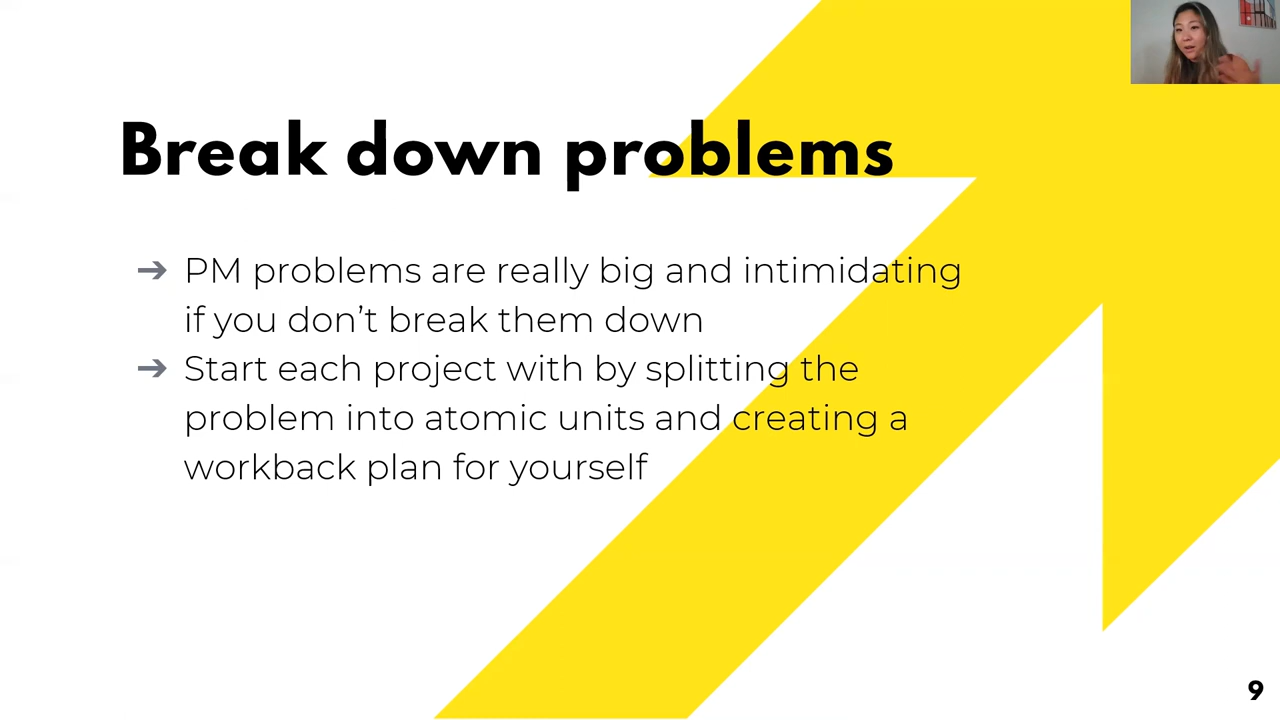 Break down problems
➔ PM problems are really big and intimidating
if you don’t break them down
➔ Start each project with by splitting the
problem into atomic units and creating a
workback plan for yourself
9